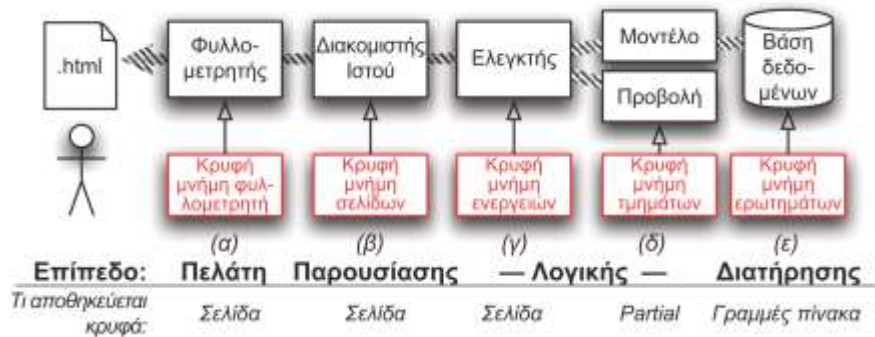 .html
Φυλλο-
μετρητής
Διακομιστής
Ιστού
Ελεγκτής
Μοντέλο
Προβολή
Βάση
δεδο-
μένων
Κρυφή
μνήμη φυλ-
λομετρητή
Κρυφή
μνήμη
σελίδων
Κρυφή
μνήμη
ενεργειών
Κρυφή
μνήμη
τμημάτων
Κρυφή
μνήμη
ερωτημάτων
(α) (β) (γ) (δ) (ε)
Επίπεδο: Πελάτη Παρουσίασης — Λογικής — Διατήρησης
Τι αποθηκεύεται
κρυφά: Σελίδα Σελίδα Σελίδα Partial Γραμμές πίνακα